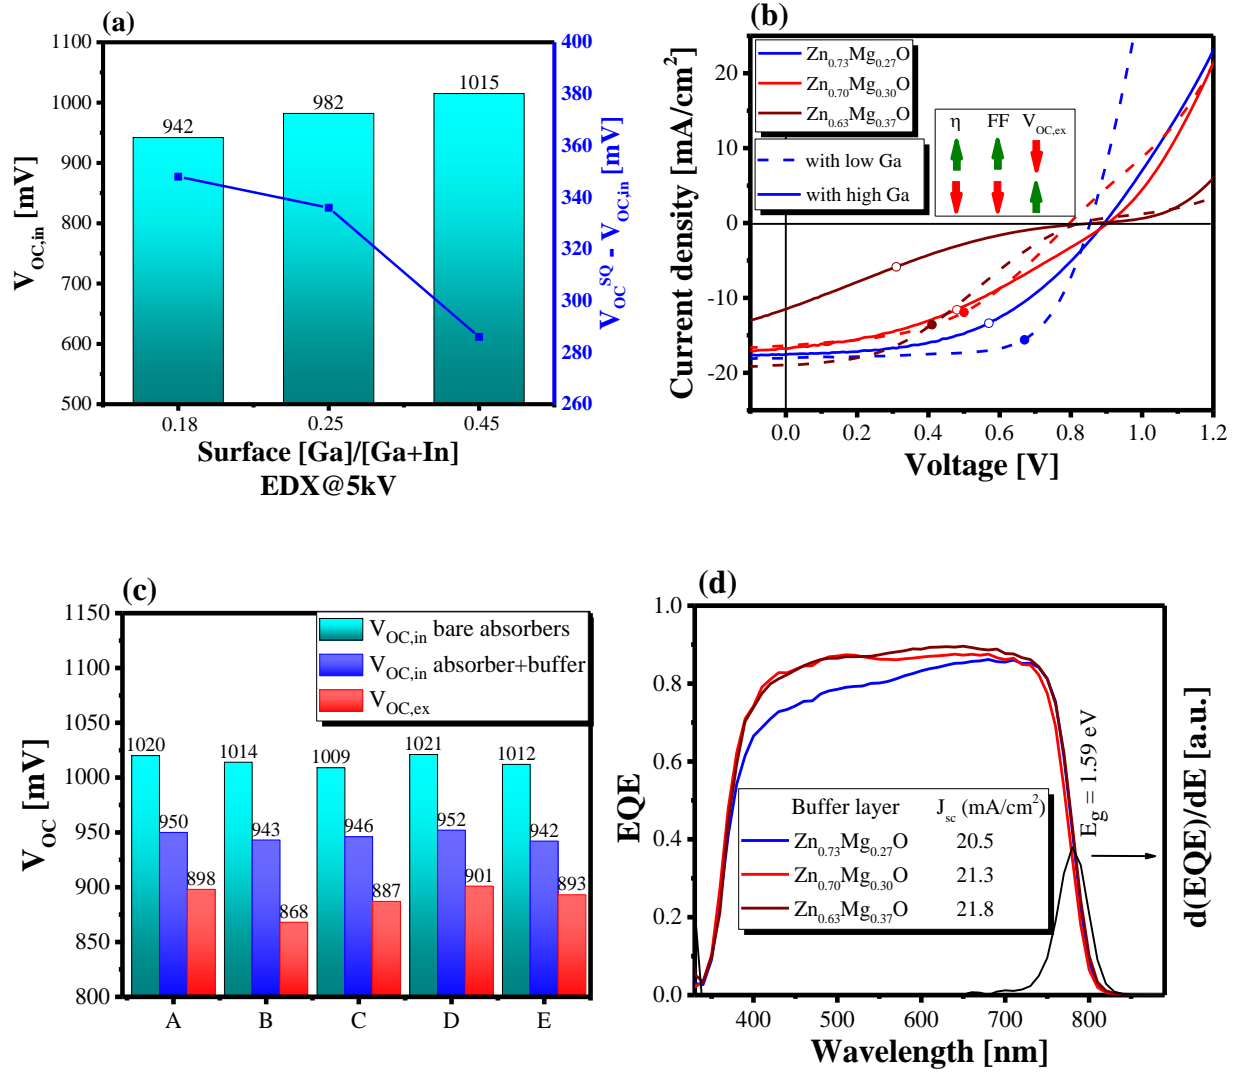 (a)
1100
1000
900
800
700
600
500
V_OC,in [mV]
942
982
1015
400
380
360
340
320
300
280
260
V_OC^SQ - V_OC,in [mV]
0.18
0.25
0.45
Surface [Ga]/[Ga+In]
EDX@5kV
(b)
Current density [mA/cm²]
20
10
0
-10
-20
Zn₀.₇₃Mg₀.₂₇O
Zn₀.₇₀Mg₀.₃₀O
Zn₀.₆₃Mg₀.₃₇O
with low Ga
with high Ga
η FF V_OC,ex
0.0 0.2 0.4 0.6 0.8 1.0 1.2
Voltage [V]
(c)
1150
1100
1050
1000
950
900
850
800
V_OC [mV]
V_OC,in bare absorbers
V_OC,in absorber+buffer
V_OC,ex
1020
950
898
1014
943
868
1009
946
887
1021
952
901
1012
942
893
A B C D E
(d)
1.0
0.8
0.6
0.4
0.2
0.0
EQE
Buffer layer J_sc (mA/cm²)
Zn₀.₇₃Mg₀.₂₇O 20.5
Zn₀.₇₀Mg₀.₃₀O 21.3
Zn₀.₆₃Mg₀.₃₇O 21.8
E_g = 1.59 eV
d(EQE)/dE [a.u.]
400 500 600 700 800
Wavelength [nm]